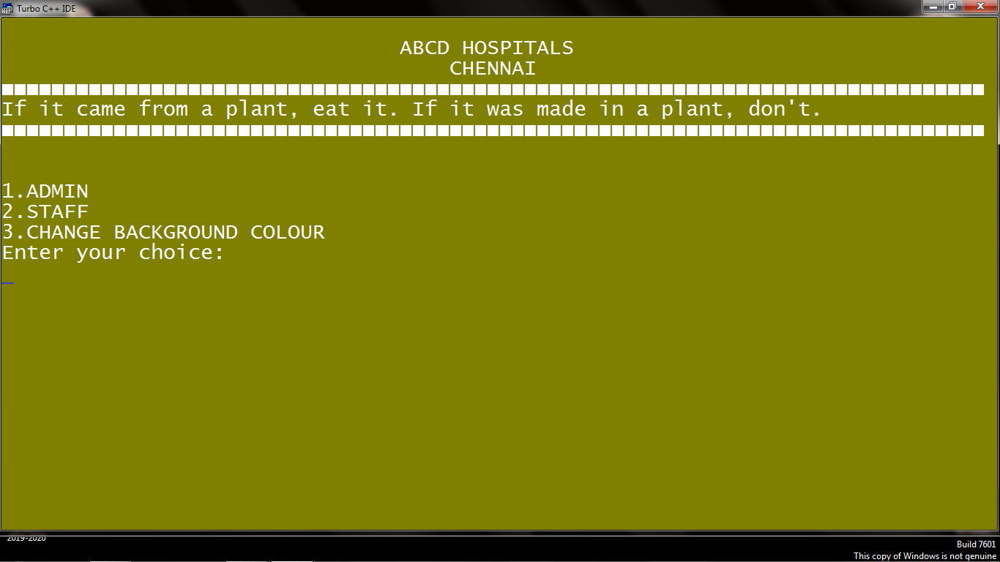 Turbo C++ IDE
ABCD HOSPITALS
CHENNAI
If it came from a plant, eat it. If it was made in a plant, don't.
1.ADMIN
2.STAFF
3.CHANGE BACKGROUND COLOUR
Enter your choice:
2019-2020
Build 7601
This copy of Windows is not genuine